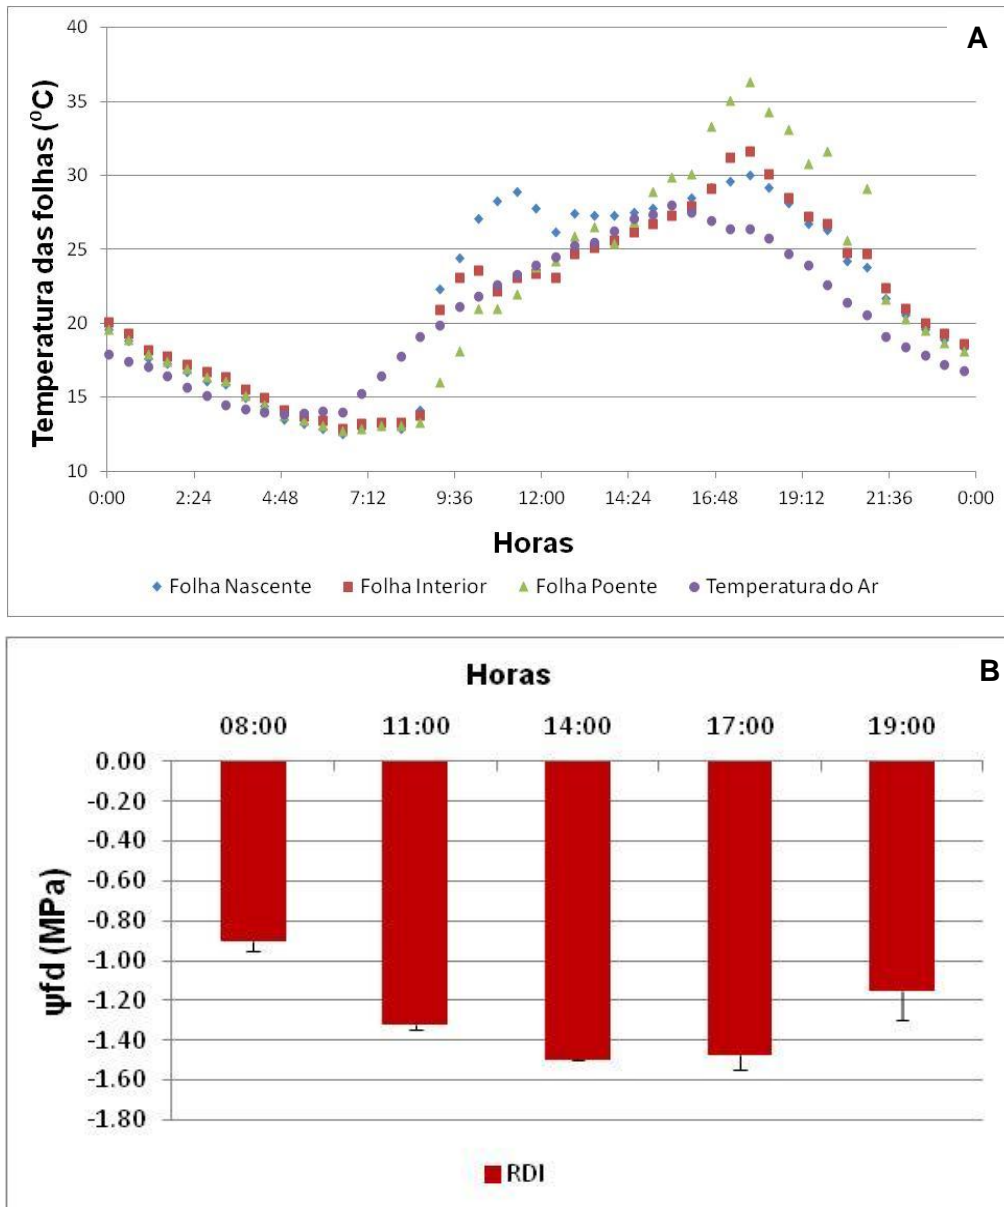 A
Temperatura das folhas (⁰C)
40
35
30
25
20
15
10
0:00 2:24 4:48 7:12 9:36 12:00 14:24 16:48 19:12 21:36 0:00
Horas
Folha Nascente Folha Interior Folha Poente Temperatura do Ar
B
Horas
08:00 11:00 14:00 17:00 19:00
ψfd (MPa)
0.00
-0.20
-0.40
-0.60
-0.80
-1.00
-1.20
-1.40
-1.60
-1.80
RDI